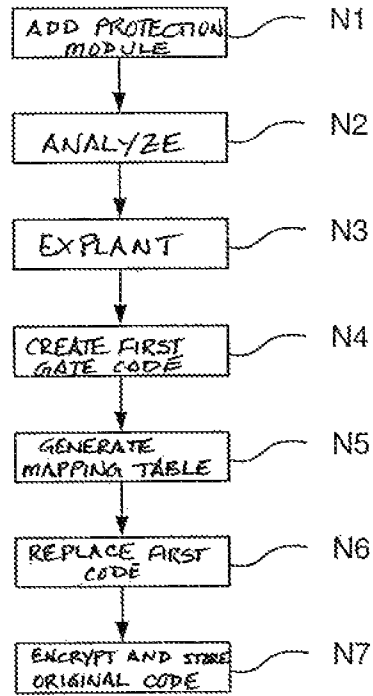 ADD PROTECTION
MODULE
N1
ANALYZE
N2
EXPLANT
N3
CREATE FIRST
GATE CODE
N4
GENERATE
MAPPING TABLE
N5
REPLACE FIRST
CODE
N6
ENCRYPT AND STORE
ORIGINAL CODE
N7